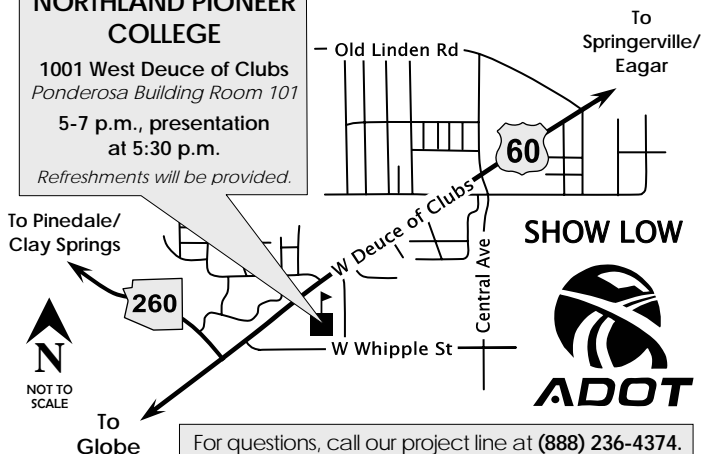 NORTHLAND PIONEER
COLLEGE
1001 West Deuce of Clubs
Ponderosa Building Room 101
5-7 p.m., presentation
at 5:30 p.m.
Refreshments will be provided.
Old Linden Rd
To
Springerville/
Eagar
60
W Deuce of Clubs
To Pinedale/
Clay Springs
260
Central Ave
SHOW LOW
N
NOT TO
SCALE
W Whipple St
ADOT
To
Globe
For questions, call our project line at (888) 236-4374.